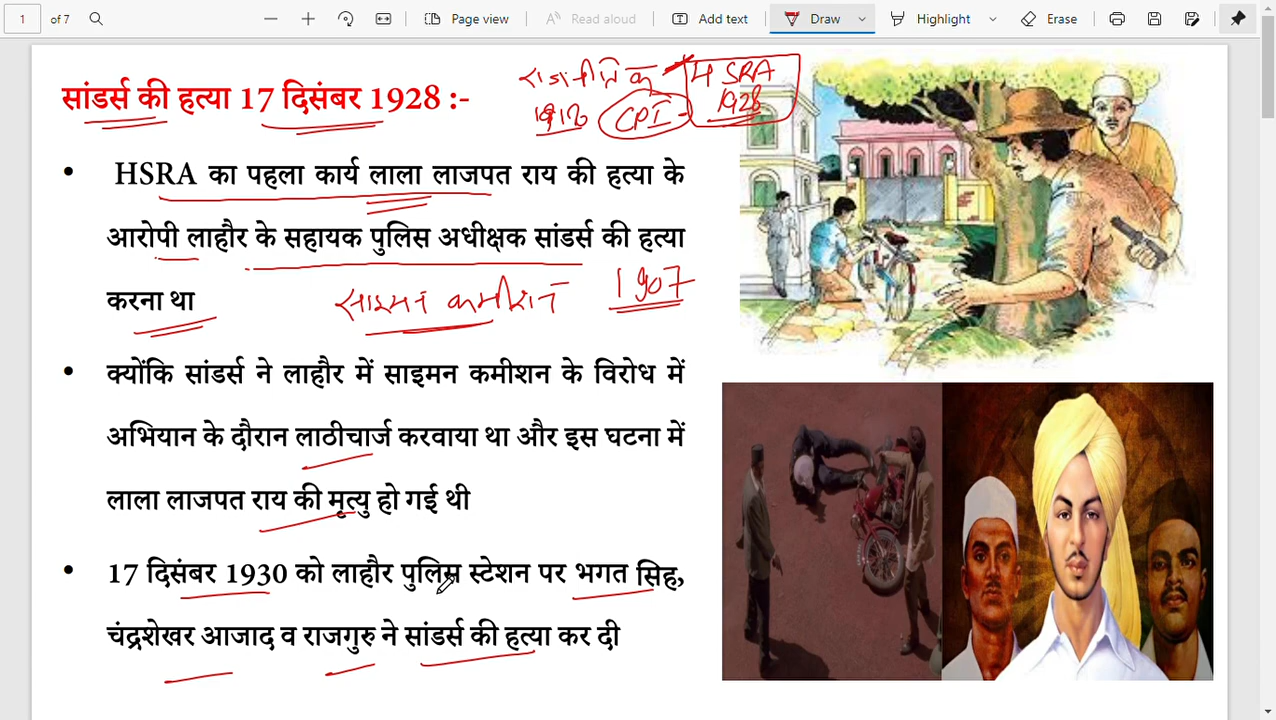 1 of 7 Page view Read aloud Add text Draw Highlight Erase
सांडर्स की हत्या 17 दिसंबर 1928 :-
HSRA
1928
CPI
• HSRA का पहला कार्य लाला लाजपत राय की हत्या के
आरोपी लाहौर के सहायक पुलिस अधीक्षक सांडर्स की हत्या
करना था
साइमन कमीशन 1907
• क्योंकि सांडर्स ने लाहौर में साइमन कमीशन के विरोध में
अभियान के दौरान लाठीचार्ज करवाया था और इस घटना में
लाला लाजपत राय की मृत्यु हो गई थी
• 17 दिसंबर 1930 को लाहौर पुलिस स्टेशन पर भगत सिह,
चंद्रशेखर आजाद व राजगुरु ने सांडर्स की हत्या कर दी